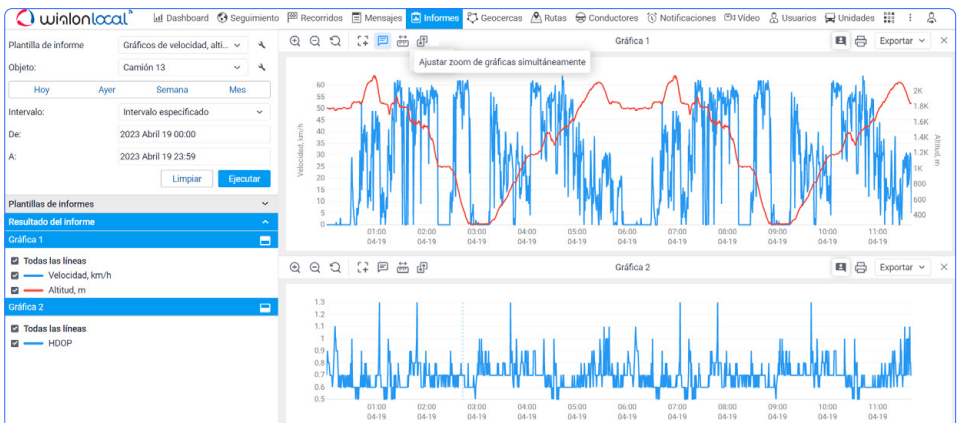 wialon local Dashboard Seguimiento Recorridos Mensajes Informes Geocercas Rutas Conductores Notificaciones Vídeo Usuarios Unidades
Plantilla de informe Gráficos de velocidad, alti...
Objeto: Camión 13
Hoy Ayer Semana Mes
Intervalo: Intervalo especificado
De: 2023 Abril 19 00:00
A: 2023 Abril 19 23:59
Limpiar Ejecutar
Plantillas de informes
Resultado del informe
Gráfica 1
Todas las líneas
Velocidad, km/h
Altitud, m
Gráfica 2
Todas las líneas
HDOP
Gráfica 1 Exportar
Ajustar zoom de gráficas simultáneamente
Velocidad, km/h
60
55
50
45
40
35
30
25
20
15
10
5
0
2K
1.8K
1.6K
1.4K
1.2K
1K
800
600
400
Altitud, m
01:00 02:00 03:00 04:00 05:00 06:00 07:00 08:00 09:00 10:00 11:00
04-19 04-19 04-19 04-19 04-19 04-19 04-19 04-19 04-19 04-19 04-19
Gráfica 2 Exportar
1.3
1.2
1.1
1
0.9
0.8
0.7
0.6
0.5
01:00 02:00 03:00 04:00 05:00 06:00 07:00 08:00 09:00 10:00 11:00
04-19 04-19 04-19 04-19 04-19 04-19 04-19 04-19 04-19 04-19 04-19